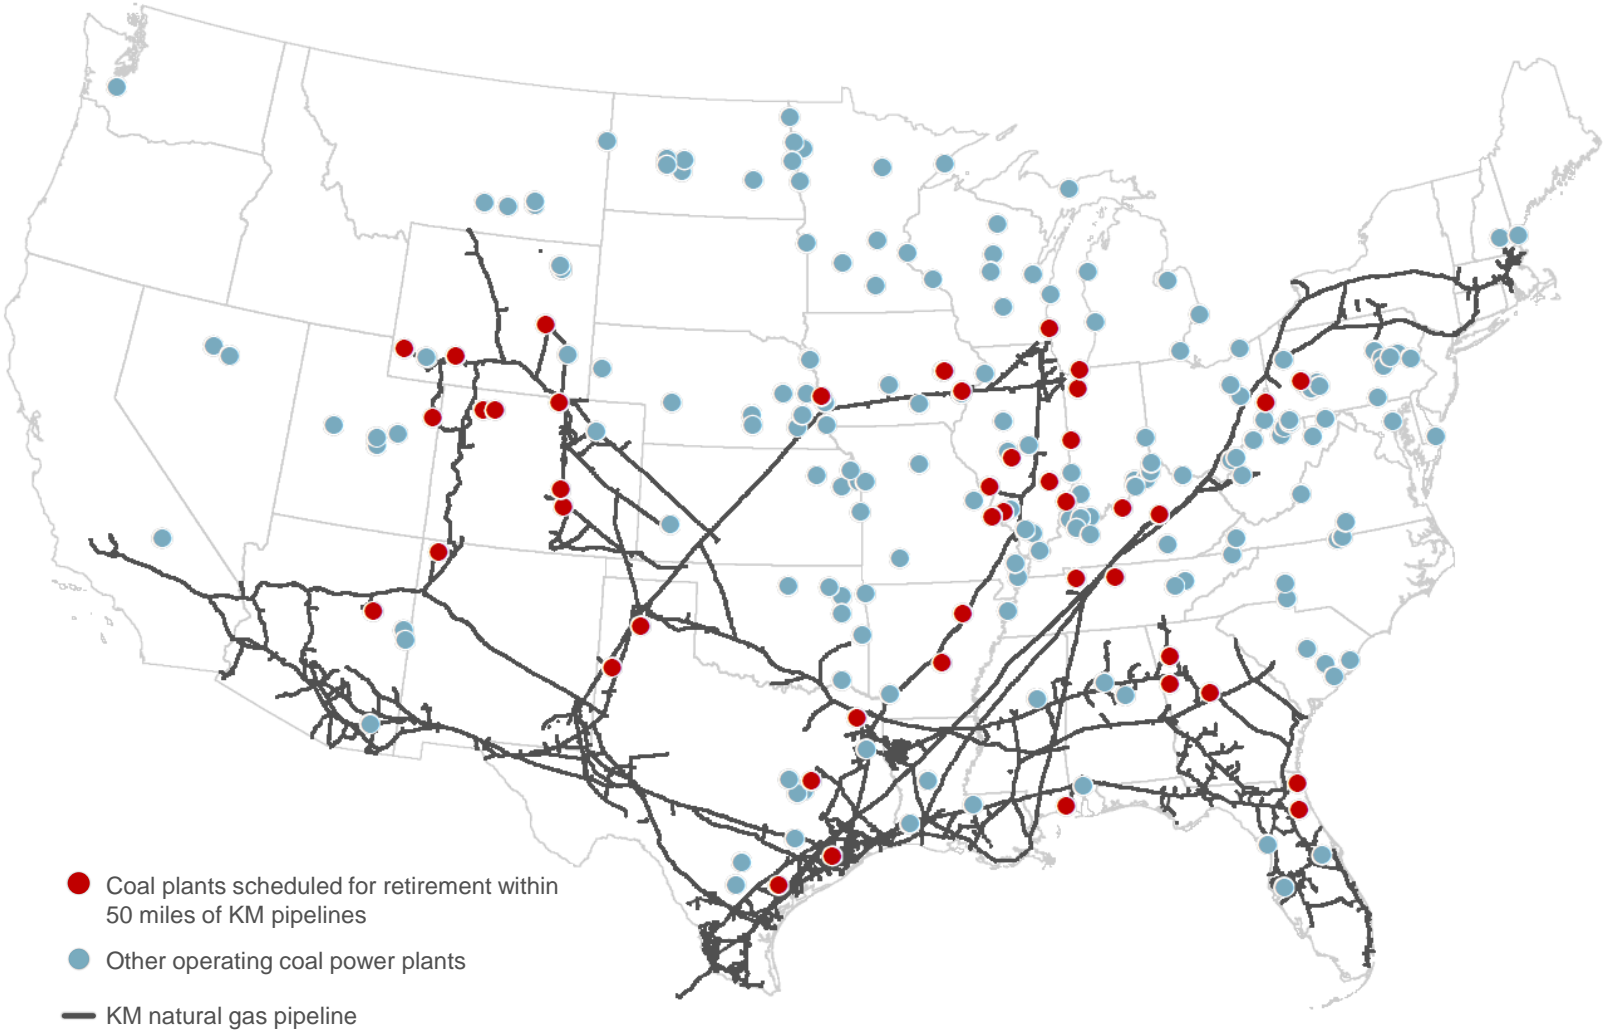 Coal plants scheduled for retirement within
50 miles of KM pipelines
Other operating coal power plants
KM natural gas pipeline